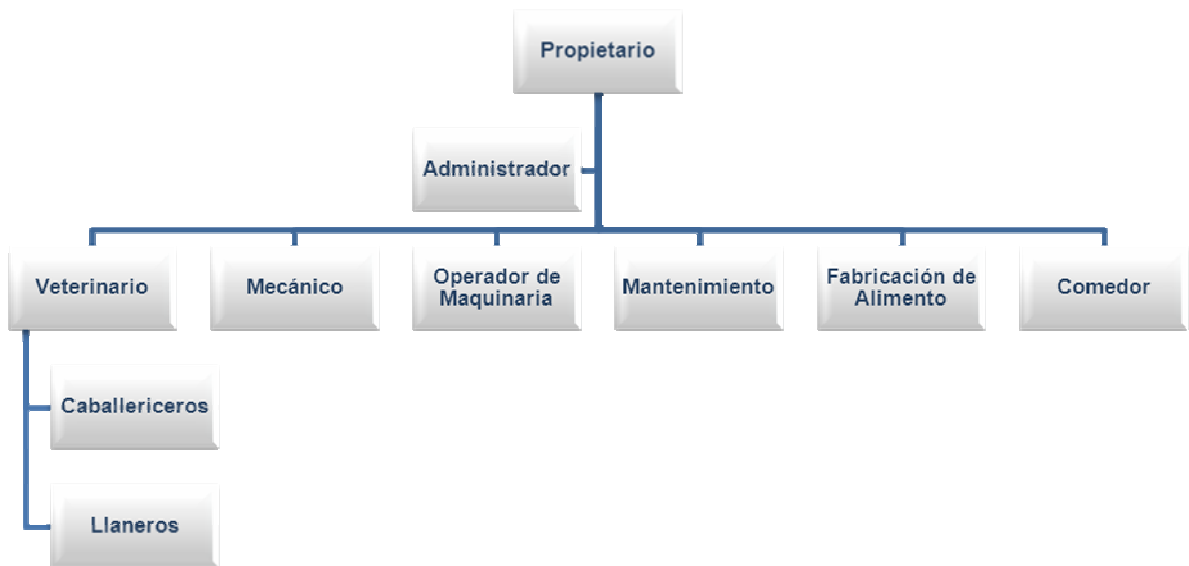 Propietario
Administrador
Veterinario
Mecánico
Operador de
Maquinaria
Mantenimiento
Fabricación de
Alimento
Comedor
Caballericeros
Llaneros